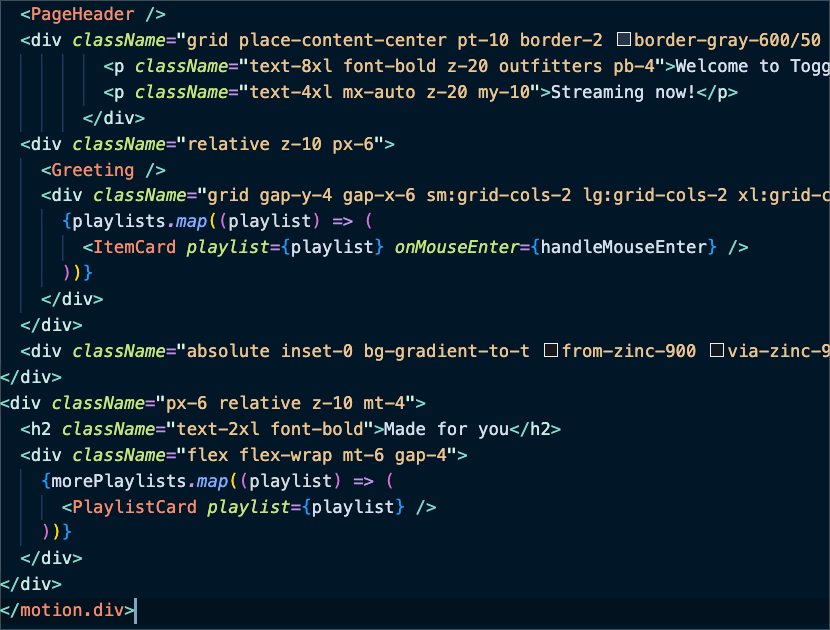 <PageHeader />
<div className="grid place-content-center pt-10 border-2 border-gray-600/50
<p className="text-8xl font-bold z-20 outfitters pb-4">Welcome to Togg
<p className="text-4xl mx-auto z-20 my-10">Streaming now!</p>
</div>
<div className="relative z-10 px-6">
<Greeting />
<div className="grid gap-y-4 gap-x-6 sm:grid-cols-2 lg:grid-cols-2 xl:grid-c
{playlists.map((playlist) => (
<ItemCard playlist={playlist} onMouseEnter={handleMouseEnter} />
))}
</div>
</div>
<div className="absolute inset-0 bg-gradient-to-t from-zinc-900 via-zinc-9
</div>
<div className="px-6 relative z-10 mt-4">
<h2 className="text-2xl font-bold">Made for you</h2>
<div className="flex flex-wrap mt-6 gap-4">
{morePlaylists.map((playlist) => (
<PlaylistCard playlist={playlist} />
))}
</div>
</div>
</motion.div>